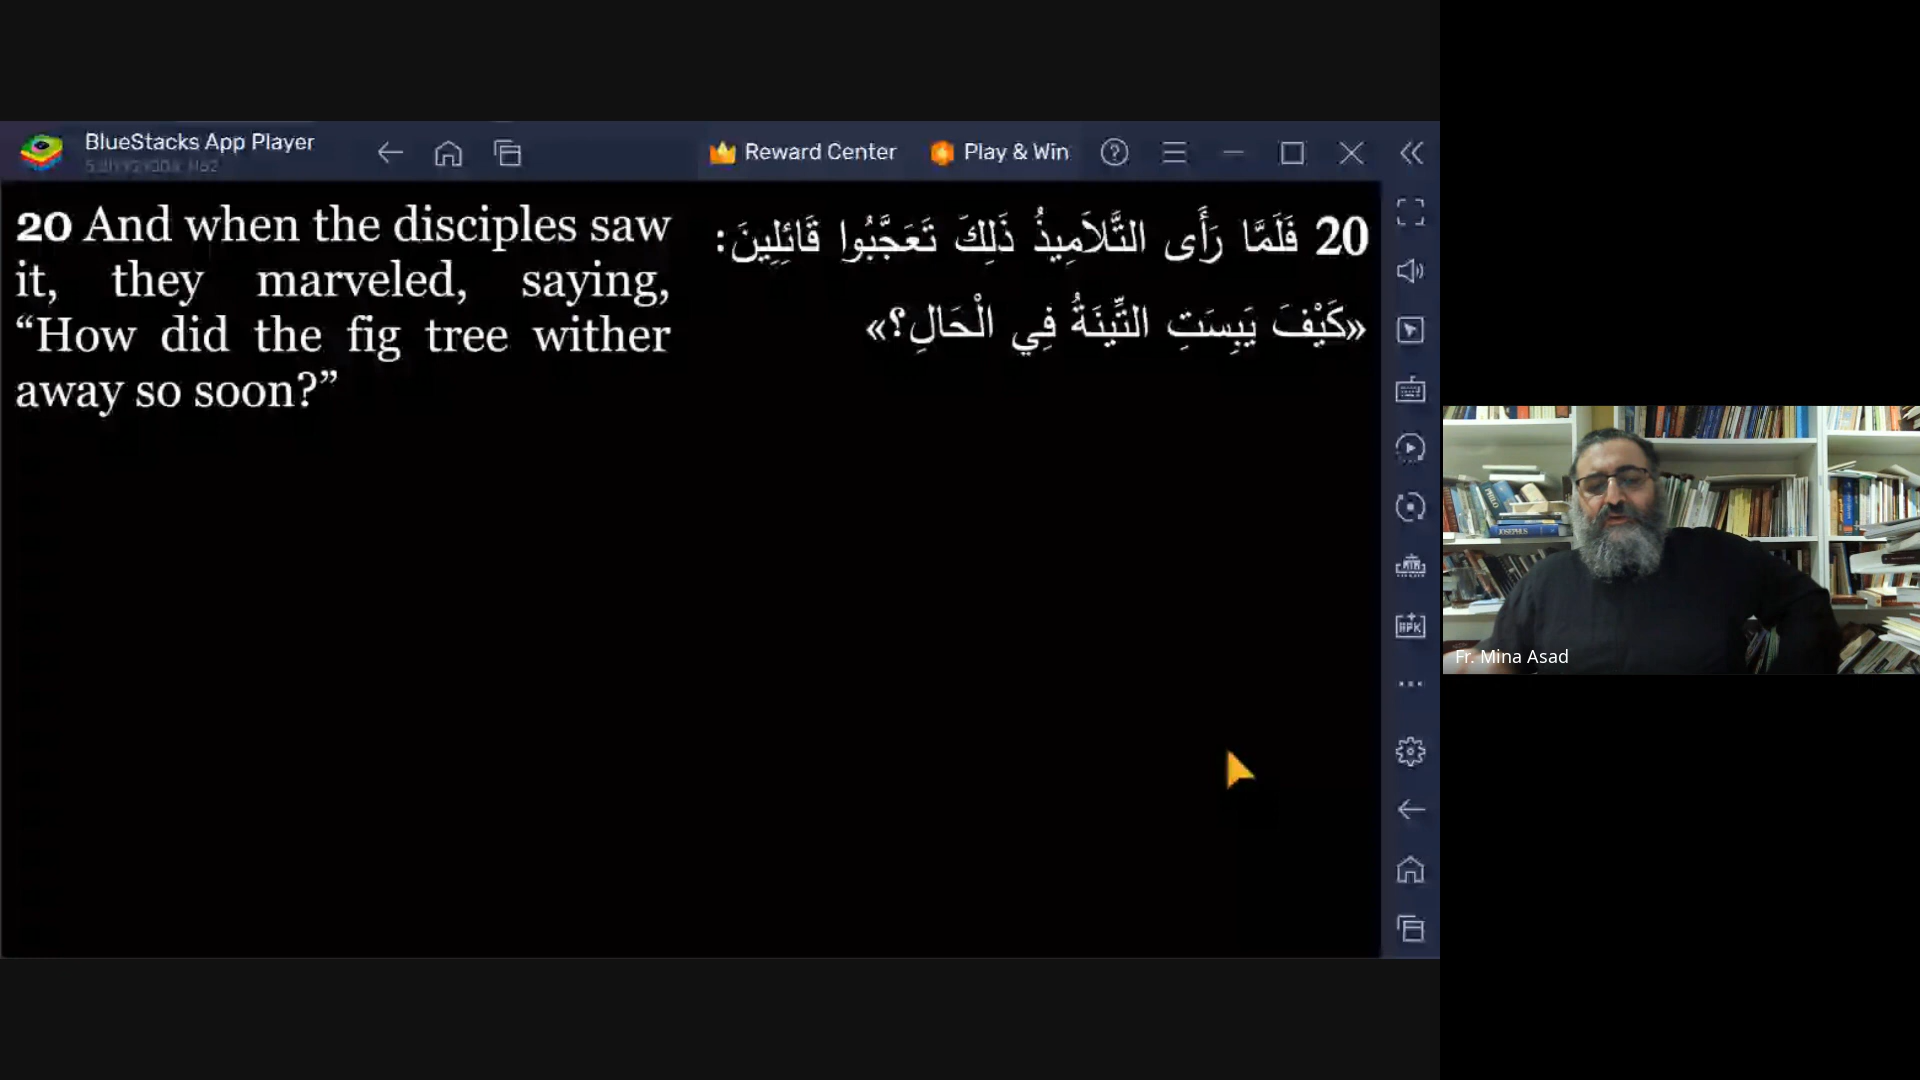 BlueStacks App Player
Reward Center
Play & Win
20 And when the disciples saw
it, they marveled, saying,
“How did the fig tree wither
away so soon?”
20 فَلَمَّا رَأَى التَّلاَمِيذُ ذَلِكَ تَعَجَّبُوا قَائِلِينَ:
«كَيْفَ يَبِسَتِ التِّينَةُ فِي الْحَالِ؟»
PHILO
JOSEPHUS
Fr. Mina Asad